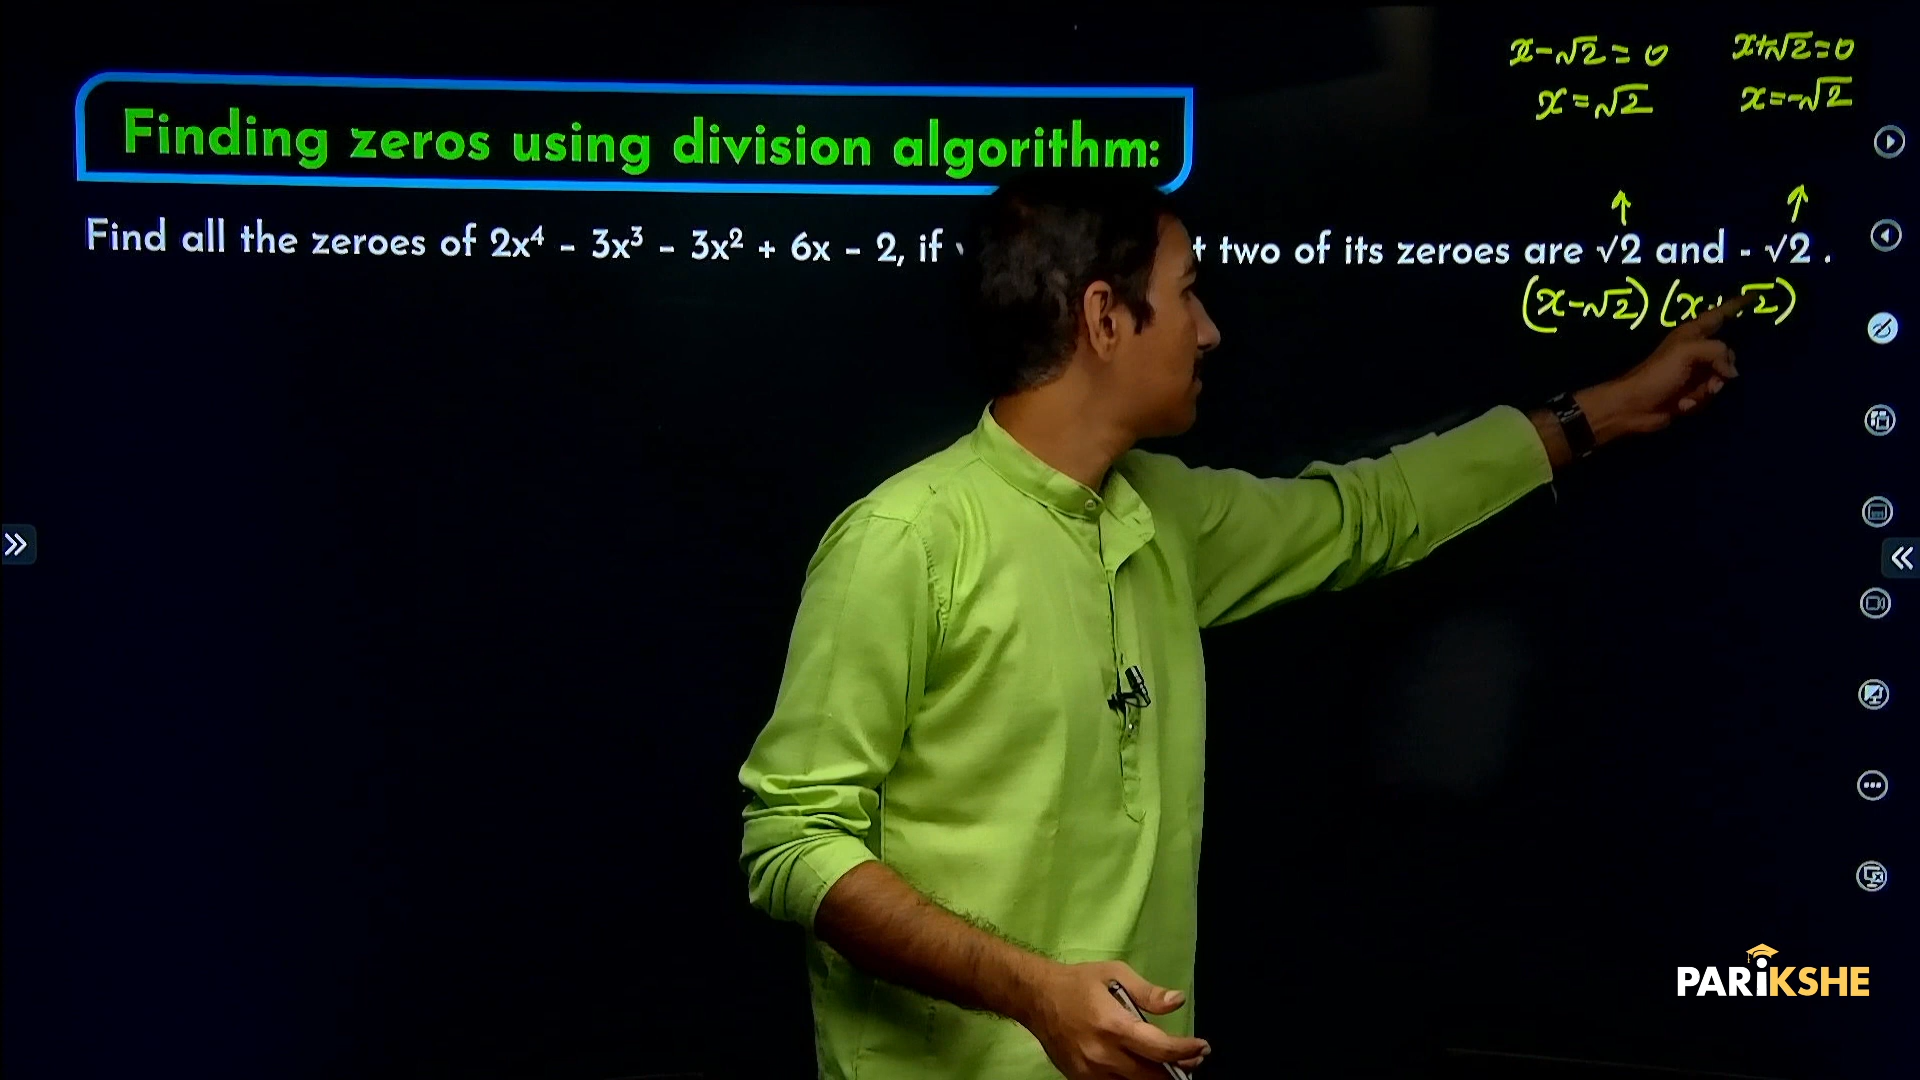 x-√2=0 x+√2=0
x=√2 x=-√2
Finding zeros using division algorithm:
Find all the zeroes of 2x⁴ - 3x³ - 3x² + 6x - 2, if two of its zeroes are √2 and - √2 .
(x-√2) (x+√2)
PARiKSHE